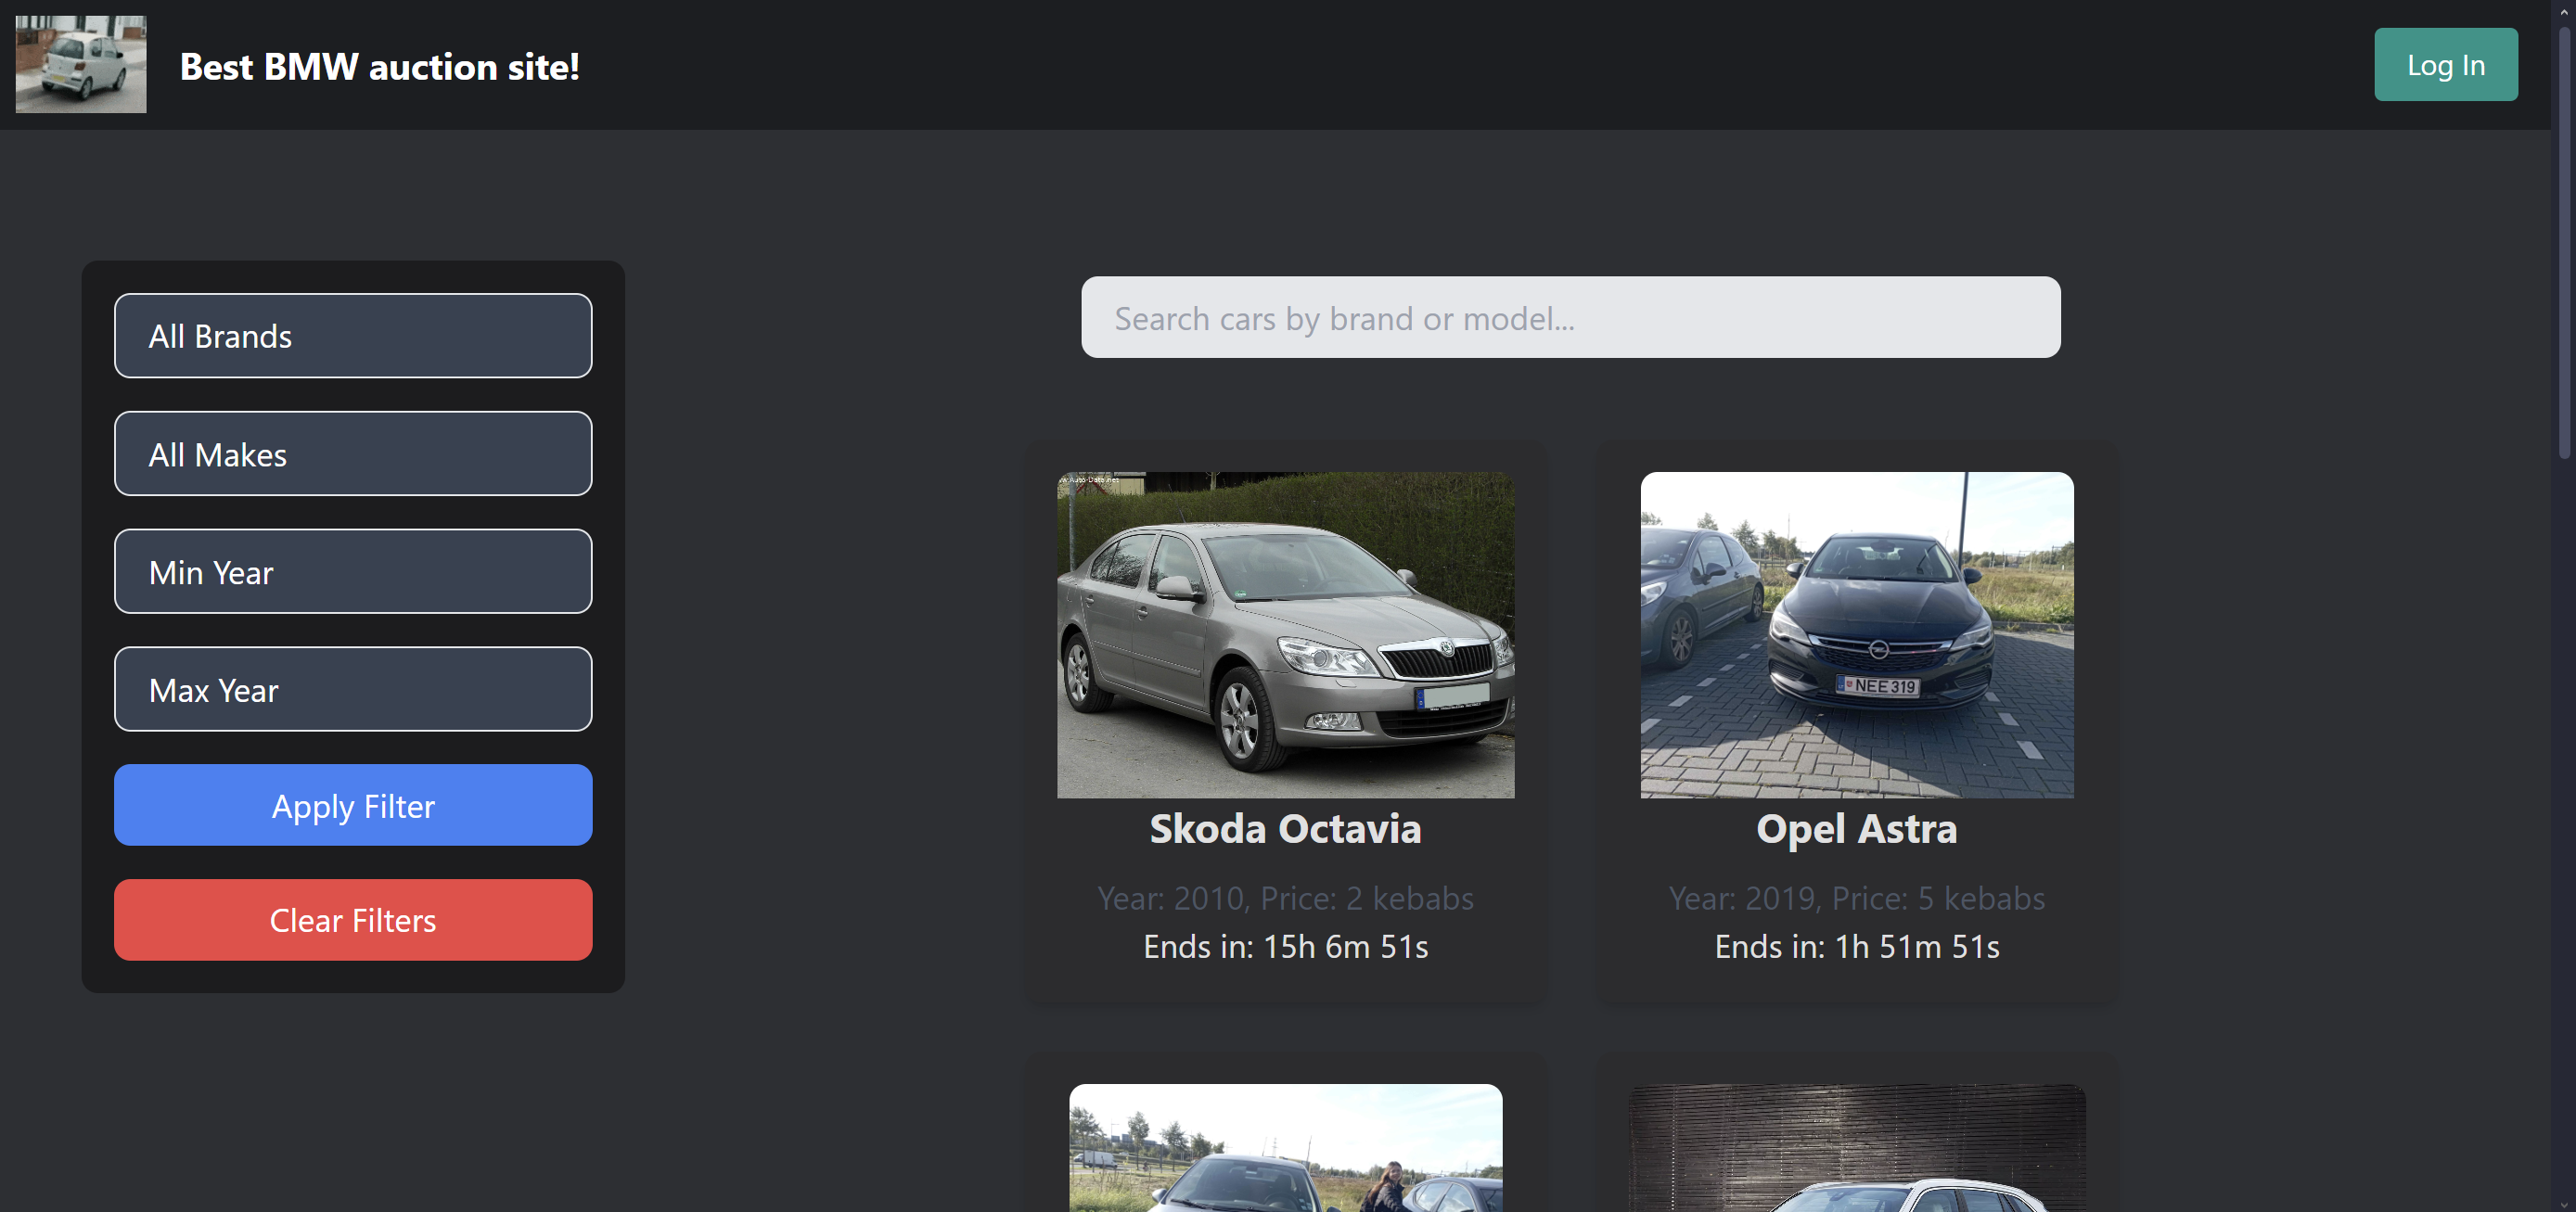 Best BMW auction site!
Log In
All Brands
All Makes
Min Year
Max Year
Apply Filter
Clear Filters
Search cars by brand or model...
Skoda Octavia
Year: 2010, Price: 2 kebabs
Ends in: 15h 6m 51s
NEE 319
Opel Astra
Year: 2019, Price: 5 kebabs
Ends in: 1h 51m 51s